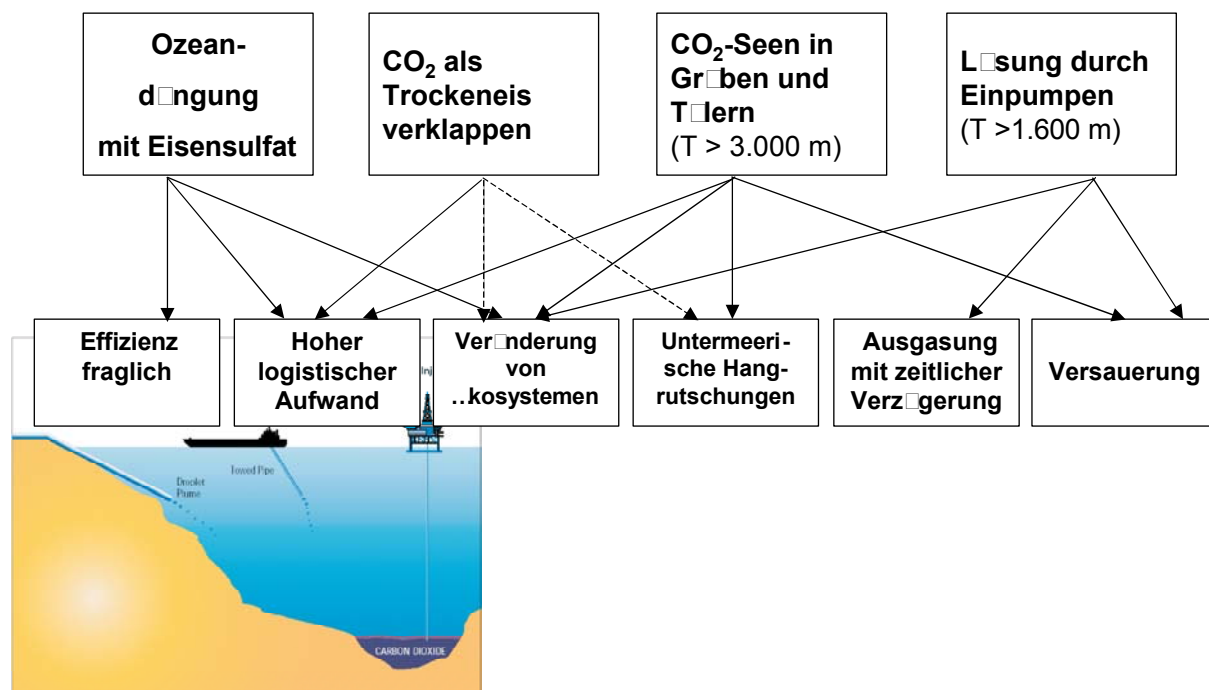 Ozean-
d□ngung
mit Eisensulfat
CO₂ als
Trockeneis
verklappen
CO₂-Seen in
Gr□ben und
T□lern
(T > 3.000 m)
L□sung durch
Einpumpen
(T >1.600 m)
Effizienz
fraglich
Hoher
logistischer
Aufwand
Ver□nderung
von
…kosystemen
Untermeeri-
sche Hang-
rutschungen
Ausgasung
mit zeitlicher
Verz□gerung
Versauerung
Inj
Towed Pipe
Droplet
Plume
CARBON DIOXIDE